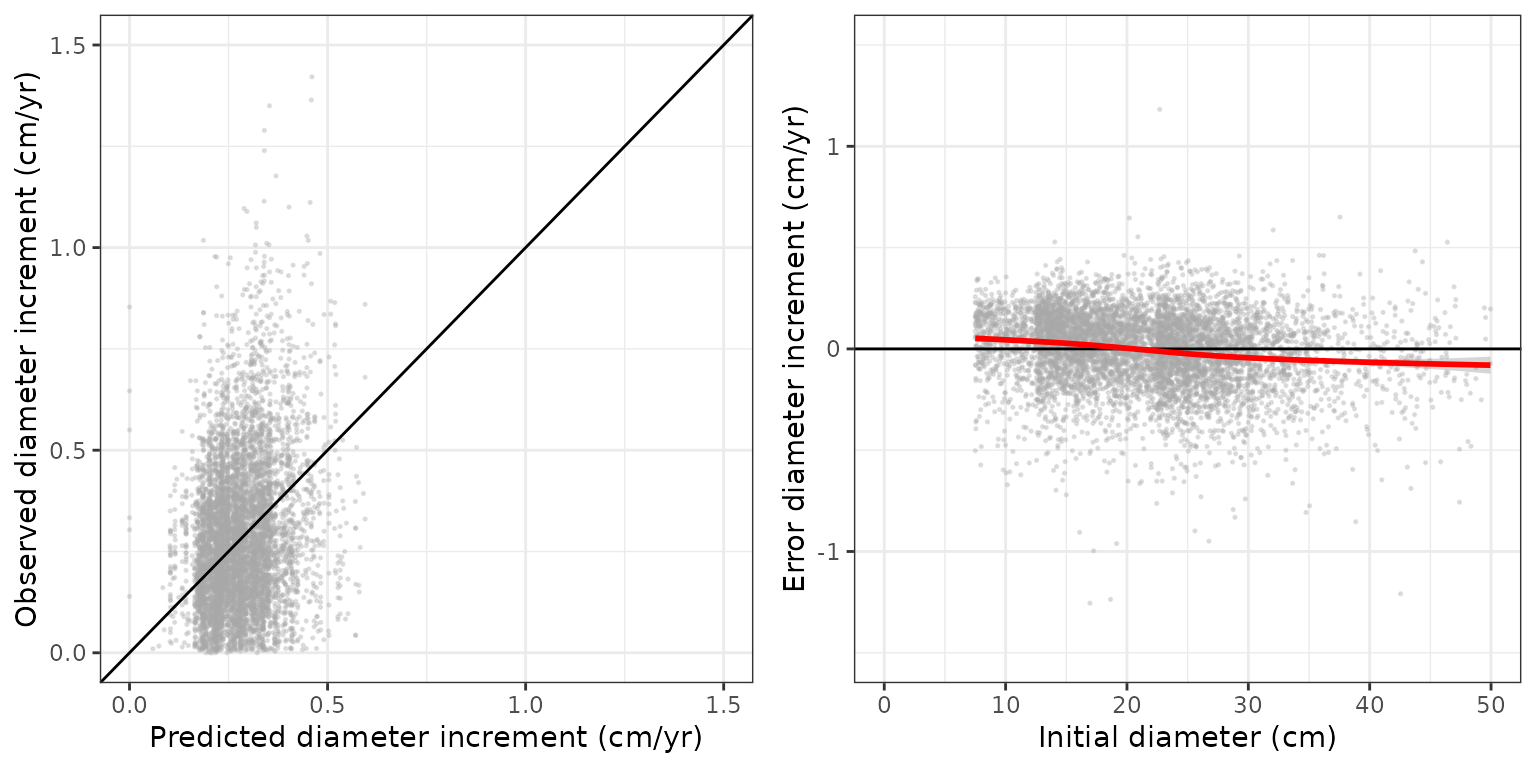 Observed diameter increment (cm/yr)
1.5
1.0
0.5
0.0
0.0 0.5 1.0 1.5
Predicted diameter increment (cm/yr)
Error diameter increment (cm/yr)
1
0
-1
0 10 20 30 40 50
Initial diameter (cm)